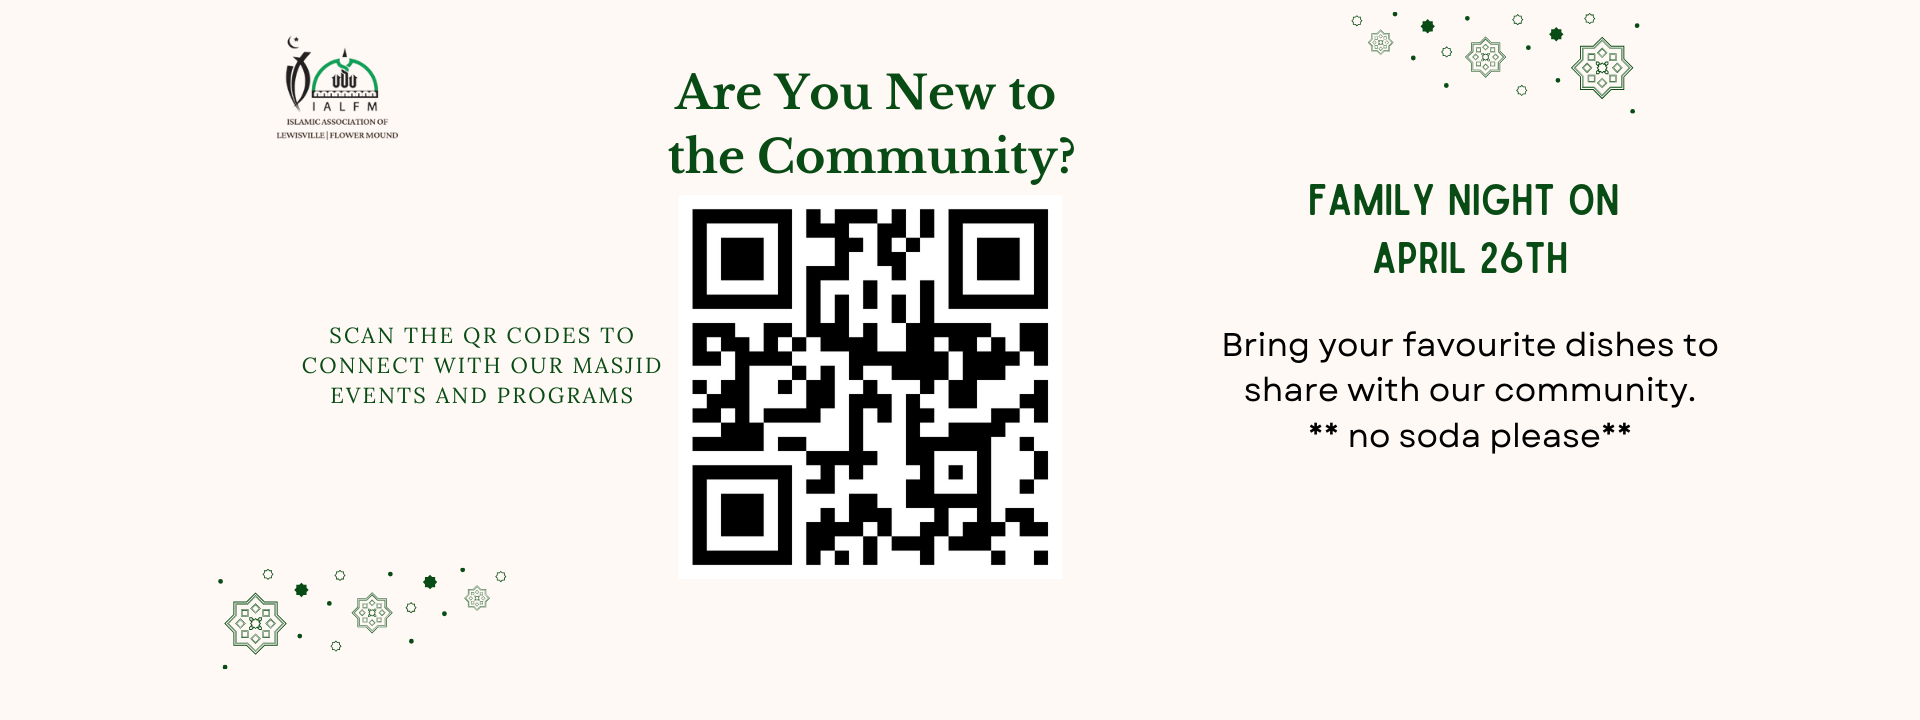 IALFM
ISLAMIC ASSOCIATION OF
LEWISVILLE | FLOWER MOUND
Are You New to
the Community?
SCAN THE QR CODES TO
CONNECT WITH OUR MASJID
EVENTS AND PROGRAMS
FAMILY NIGHT ON
APRIL 26TH
Bring your favourite dishes to
share with our community.
** no soda please**